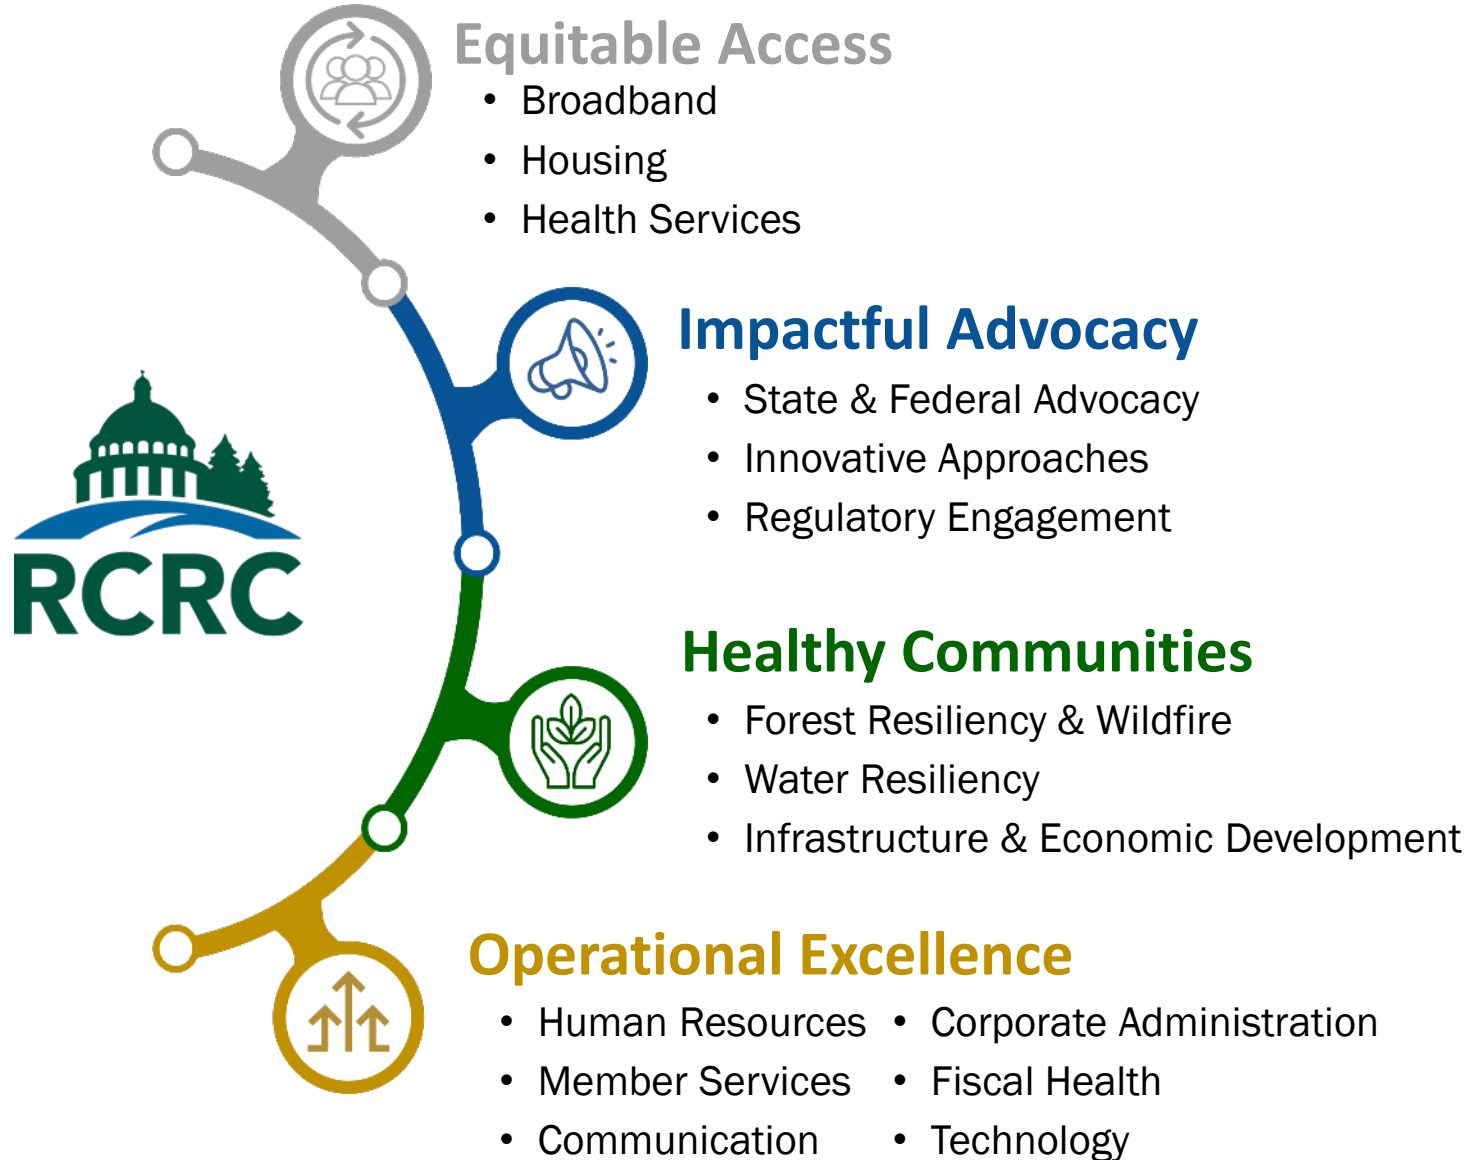 Equitable Access
• Broadband
• Housing
• Health Services
Impactful Advocacy
• State & Federal Advocacy
• Innovative Approaches
• Regulatory Engagement
RCRC
Healthy Communities
• Forest Resiliency & Wildfire
• Water Resiliency
• Infrastructure & Economic Development
Operational Excellence
• Human Resources
• Member Services
• Communication
• Corporate Administration
• Fiscal Health
• Technology